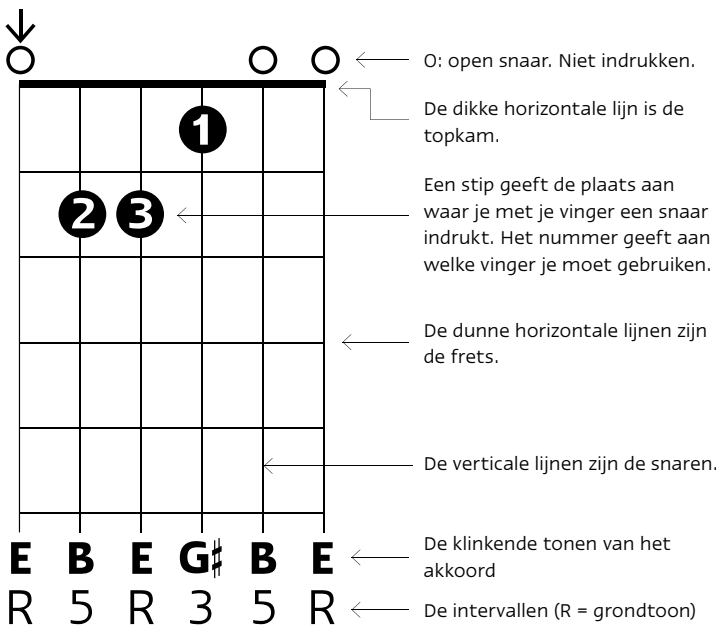 O: open snaar. Niet indrukken.
De dikke horizontale lijn is de
topkam.
1
Een stip geeft de plaats aan
waar je met je vinger een snaar
indrukt. Het nummer geeft aan
welke vinger je moet gebruiken.
2 3
De dunne horizontale lijnen zijn
de frets.
De verticale lijnen zijn de snaren.
E B E G♯ B E
De klinkende tonen van het
akkoord
R 5 R 3 5 R
De intervallen (R = grondtoon)